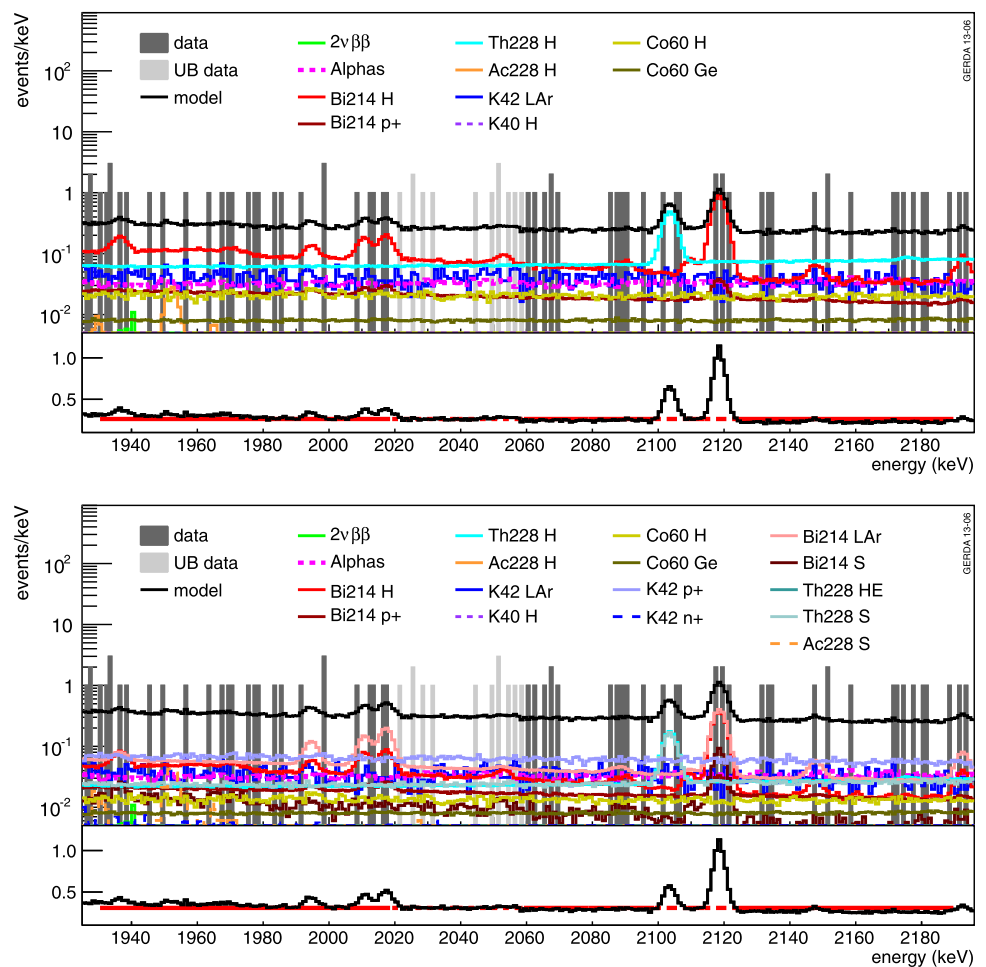 events/keV
GERDA 13-06
data
UB data
model
2νββ
Alphas
Bi214 H
Bi214 p+
Th228 H
Ac228 H
K42 LAr
K40 H
Co60 H
Co60 Ge
10²
10
1
10⁻¹
10⁻²
1.0
0.5
1940 1960 1980 2000 2020 2040 2060 2080 2100 2120 2140 2160 2180
energy (keV)
events/keV
GERDA 13-06
data
UB data
model
2νββ
Alphas
Bi214 H
Bi214 p+
Th228 H
Ac228 H
K42 LAr
K40 H
Co60 H
Co60 Ge
K42 p+
K42 n+
Bi214 LAr
Bi214 S
Th228 HE
Th228 S
Ac228 S
10²
10
1
10⁻¹
10⁻²
1.0
0.5
1940 1960 1980 2000 2020 2040 2060 2080 2100 2120 2140 2160 2180
energy (keV)